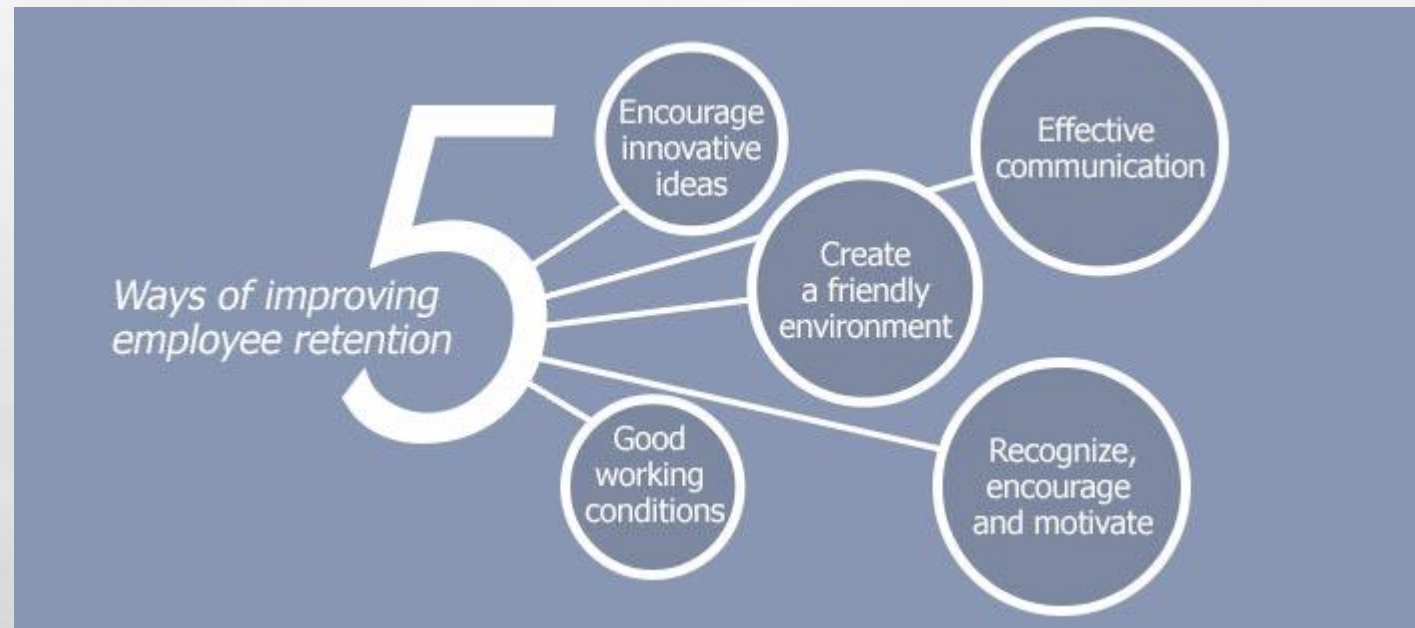 5
Ways of improving
employee retention
Encourage
innovative
ideas
Effective
communication
Create
a friendly
environment
Good
working
conditions
Recognize,
encourage
and motivate